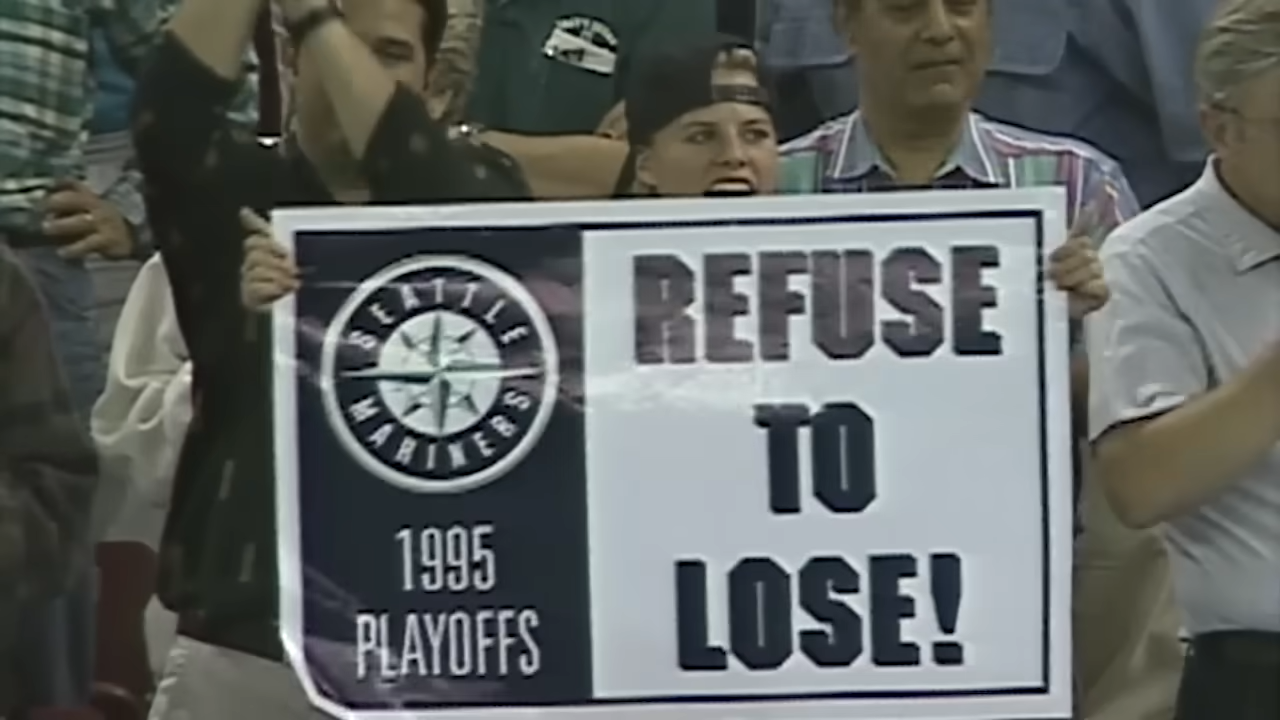 SEATTLE
MARINERS
1995
PLAYOFFS
REFUSE
TO
LOSE!